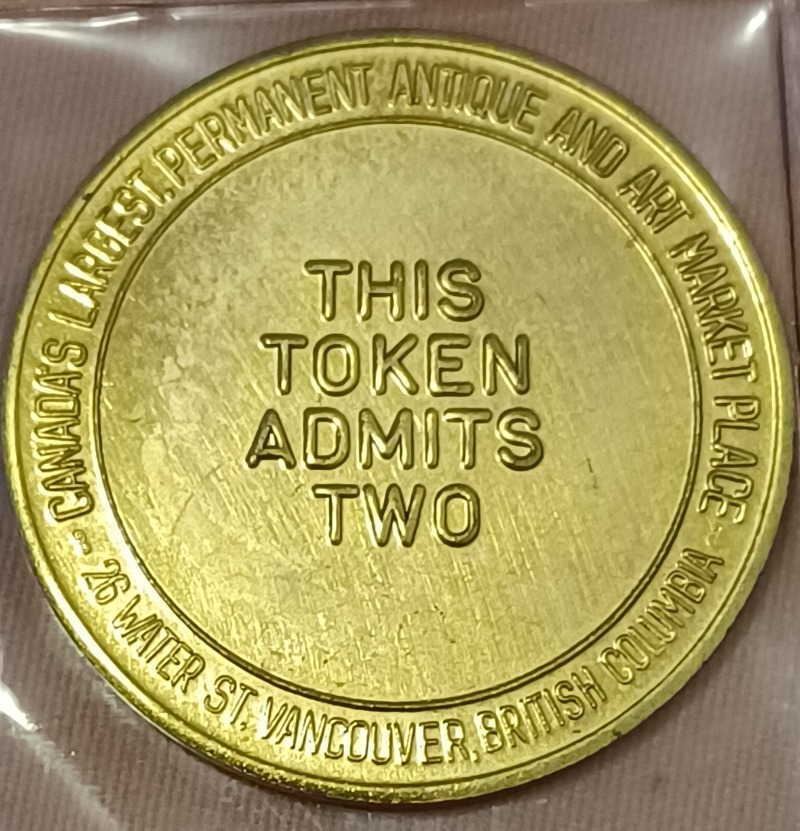 CANADA'S LARGEST, PERMANENT ANTIQUE AND ART MARKET PLACE
THIS
TOKEN
ADMITS
TWO
26 WATER ST. VANCOUVER, BRITISH COLUMBIA